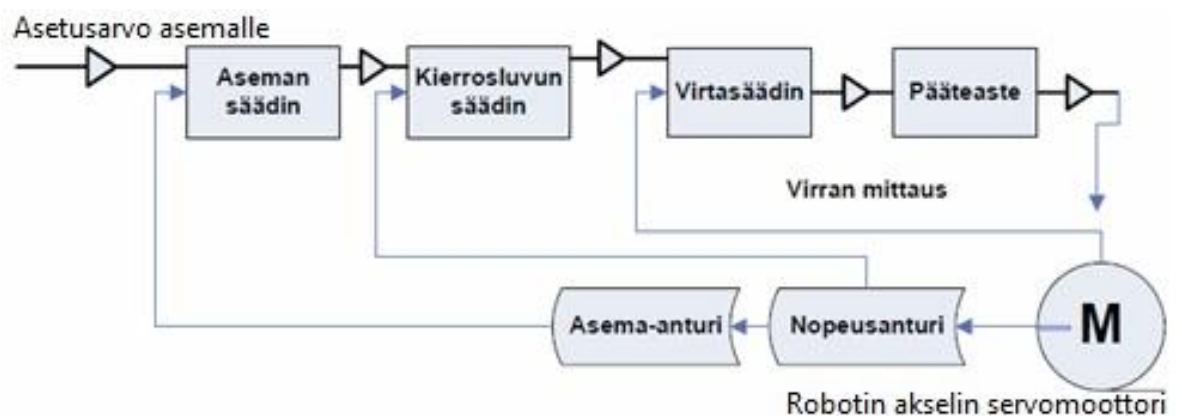 Asetusarvo asemalle
Aseman
säädin
Kierrosluvun
säädin
Virtasäädin
Pääteaste
Virran mittaus
Asema-anturi
Nopeusanturi
M
Robotin akselin servomoottori